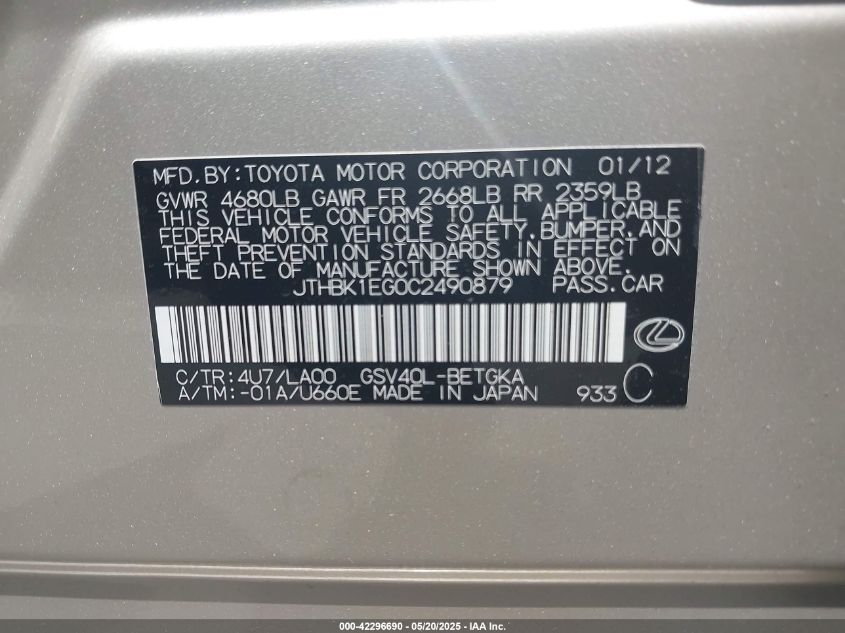 MFD.BY:TOYOTA MOTOR CORPORATION 01/12
GVWR 4680LB GAWR FR 2668LB RR 2359LB
THIS VEHICLE CONFORMS TO ALL APPLICABLE
FEDERAL MOTOR VEHICLE SAFETY,BUMPER,AND
THEFT PREVENTION STANDARDS IN EFFECT ON
THE DATE OF MANUFACTURE SHOWN ABOVE.
JTHBK1EG0C2490879 PASS.CAR
C/TR:4U7/LA00 GSV40L-BETGKA
A/TM:-01A/U660E MADE IN JAPAN 933 C
000-42296690 - 05/20/2025 - IAA Inc.